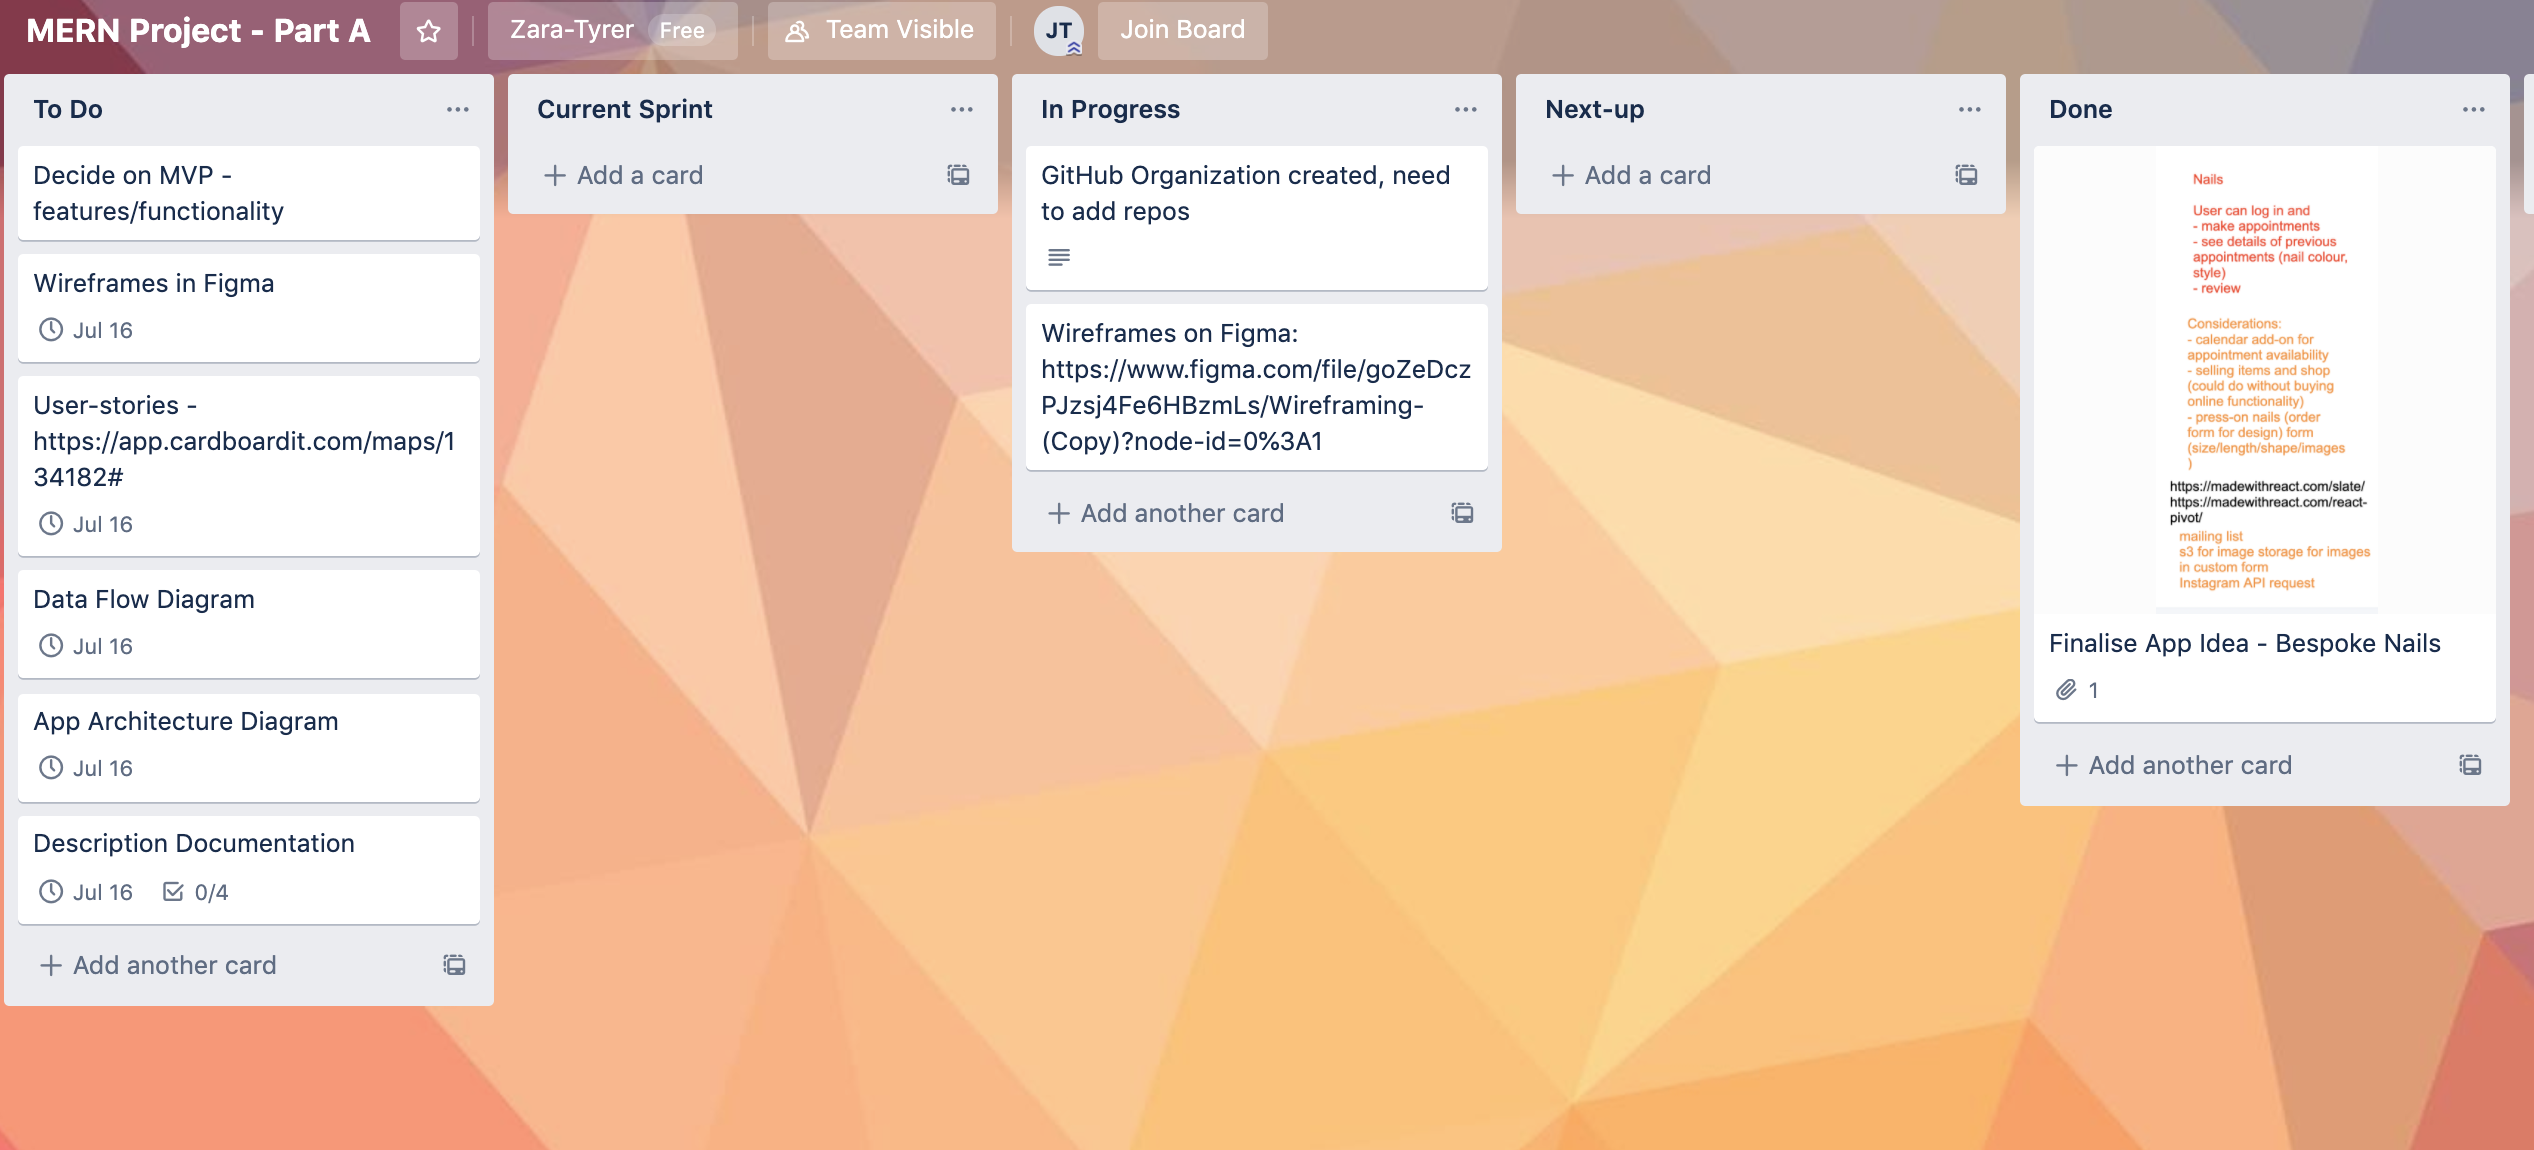 MERN Project - Part A
Zara-Tyrer Free
Team Visible
JT
Join Board
To Do
Decide on MVP -
features/functionality
Wireframes in Figma
Jul 16
User-stories -
https://app.cardboardit.com/maps/1
34182#
Jul 16
Data Flow Diagram
Jul 16
App Architecture Diagram
Jul 16
Description Documentation
Jul 16 0/4
+ Add another card
Current Sprint
+ Add a card
In Progress
GitHub Organization created, need
to add repos
Wireframes on Figma:
https://www.figma.com/file/goZeDcz
PJzsj4Fe6HBzmLs/Wireframing-
(Copy)?node-id=0%3A1
+ Add another card
Next-up
+ Add a card
Done
Nails
User can log in and
- make appointments
- see details of previous
appointments (nail colour,
style)
- review
Considerations:
- calendar add-on for
appointment availability
- selling items and shop
(could do without buying
online functionality)
- press-on nails (order
form for design) form
(size/length/shape/images
)
https://madewithreact.com/slate/
https://madewithreact.com/react-
pivot/
mailing list
s3 for image storage for images
in custom form
Instagram API request
Finalise App Idea - Bespoke Nails
1
+ Add another card